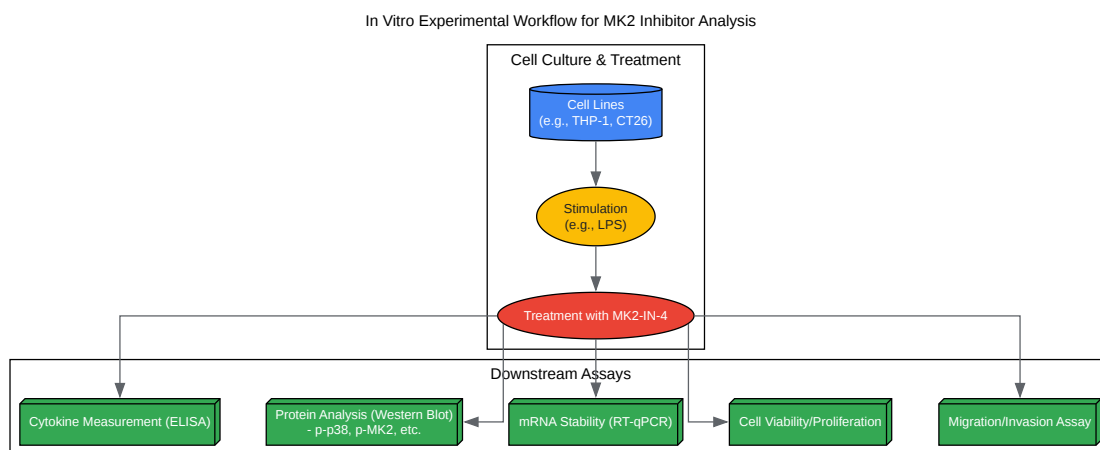 In Vitro Experimental Workflow for MK2 Inhibitor Analysis
Cell Culture & Treatment
Cell Lines
(e.g., THP-1, CT26)
Stimulation
(e.g., LPS)
Treatment with MK2-IN-4
Downstream Assays
Cytokine Measurement (ELISA)
Protein Analysis (Western Blot)
- p-p38, p-MK2, etc.
mRNA Stability (RT-qPCR)
Cell Viability/Proliferation
Migration/Invasion Assay